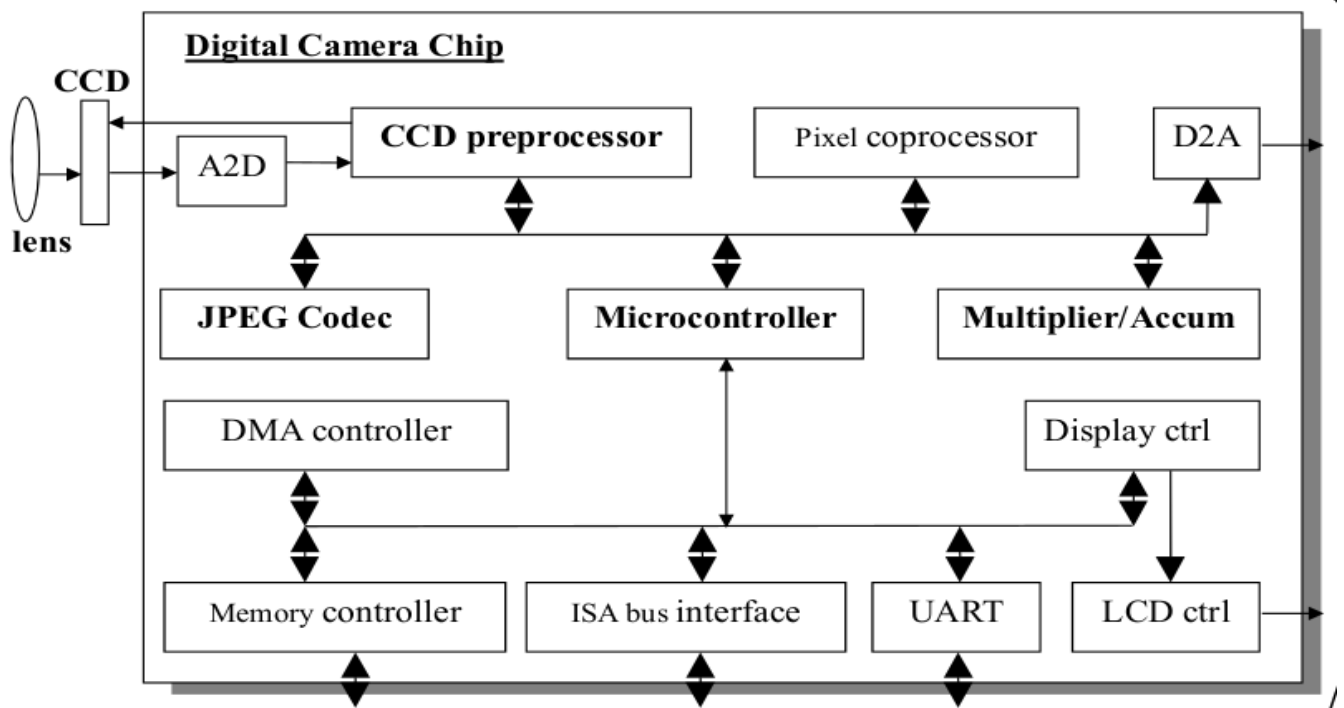 Digital Camera Chip
CCD
CCD preprocessor
Pixel coprocessor
D2A
A2D
lens
JPEG Codec
Microcontroller
Multiplier/Accum
DMA controller
Display ctrl
Memory controller
ISA bus interface
UART
LCD ctrl